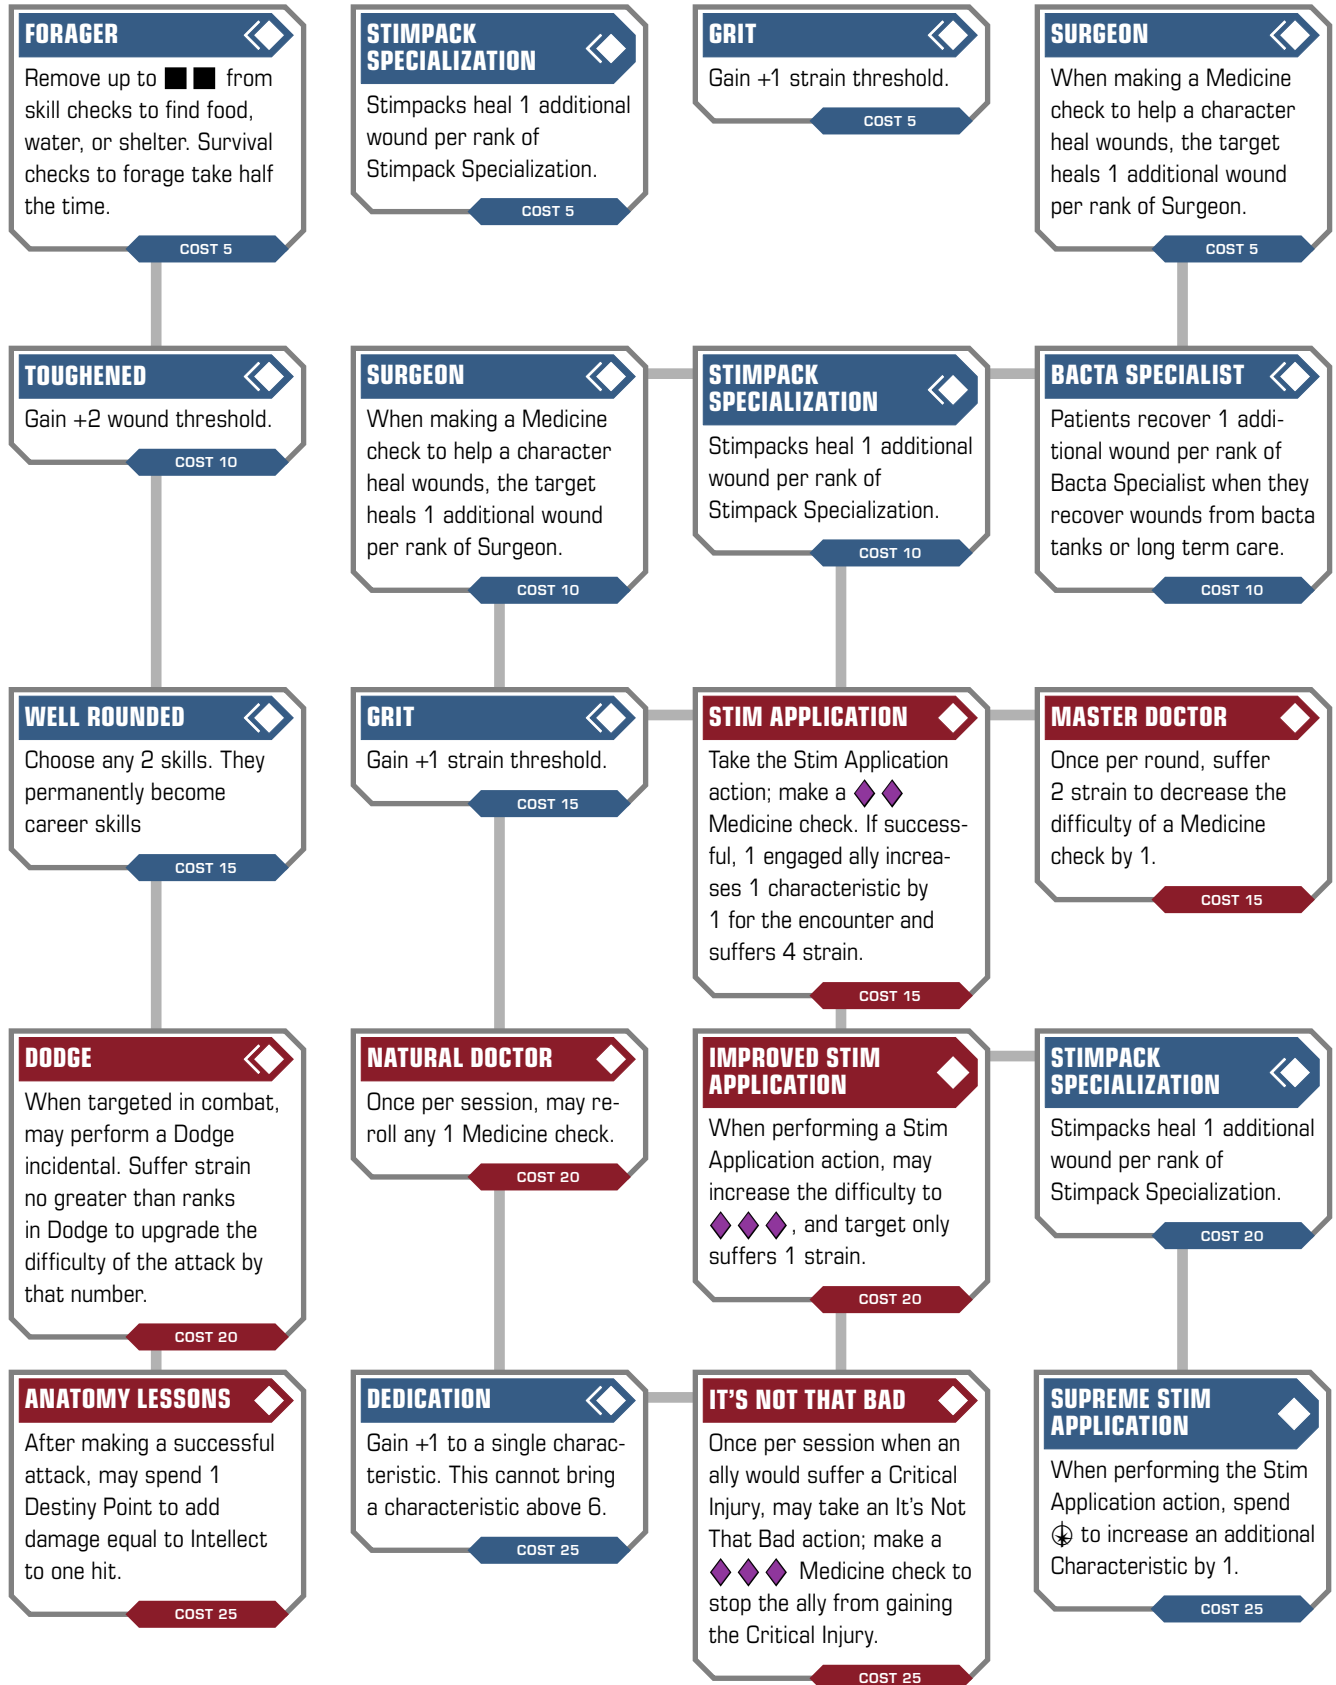 FORAGER
Remove up to from
skill checks to find food,
water, or shelter. Survival
checks to forage take half
the time.
COST 5
STIMPACK
SPECIALIZATION
Stimpacks heal 1 additional
wound per rank of
Stimpack Specialization.
COST 5
GRIT
Gain +1 strain threshold.
COST 5
SURGEON
When making a Medicine
check to help a character
heal wounds, the target
heals 1 additional wound
per rank of Surgeon.
COST 5
TOUGHENED
Gain +2 wound threshold.
COST 10
SURGEON
When making a Medicine
check to help a character
heal wounds, the target
heals 1 additional wound
per rank of Surgeon.
COST 10
STIMPACK
SPECIALIZATION
Stimpacks heal 1 additional
wound per rank of
Stimpack Specialization.
COST 10
BACTA SPECIALIST
Patients recover 1 addi-
tional wound per rank of
Bacta Specialist when they
recover wounds from bacta
tanks or long term care.
COST 10
WELL ROUNDED
Choose any 2 skills. They
permanently become
career skills
COST 15
GRIT
Gain +1 strain threshold.
COST 15
STIM APPLICATION
Take the Stim Application
action; make a
Medicine check. If success-
ful, 1 engaged ally increa-
ses 1 characteristic by
1 for the encounter and
suffers 4 strain.
COST 15
MASTER DOCTOR
Once per round, suffer
2 strain to decrease the
difficulty of a Medicine
check by 1.
COST 15
DODGE
When targeted in combat,
may perform a Dodge
incidental. Suffer strain
no greater than ranks
in Dodge to upgrade the
difficulty of the attack by
that number.
COST 20
NATURAL DOCTOR
Once per session, may re-
roll any 1 Medicine check.
COST 20
IMPROVED STIM
APPLICATION
When performing a Stim
Application action, may
increase the difficulty to
, and target only
suffers 1 strain.
COST 20
STIMPACK
SPECIALIZATION
Stimpacks heal 1 additional
wound per rank of
Stimpack Specialization.
COST 20
ANATOMY LESSONS
After making a successful
attack, may spend 1
Destiny Point to add
damage equal to Intellect
to one hit.
COST 25
DEDICATION
Gain +1 to a single charac-
teristic. This cannot bring
a characteristic above 6.
COST 25
IT'S NOT THAT BAD
Once per session when an
ally would suffer a Critical
Injury, may take an It's Not
That Bad action; make a
Medicine check to
stop the ally from gaining
the Critical Injury.
COST 25
SUPREME STIM
APPLICATION
When performing the Stim
Application action, spend
to increase an additional
Characteristic by 1.
COST 25